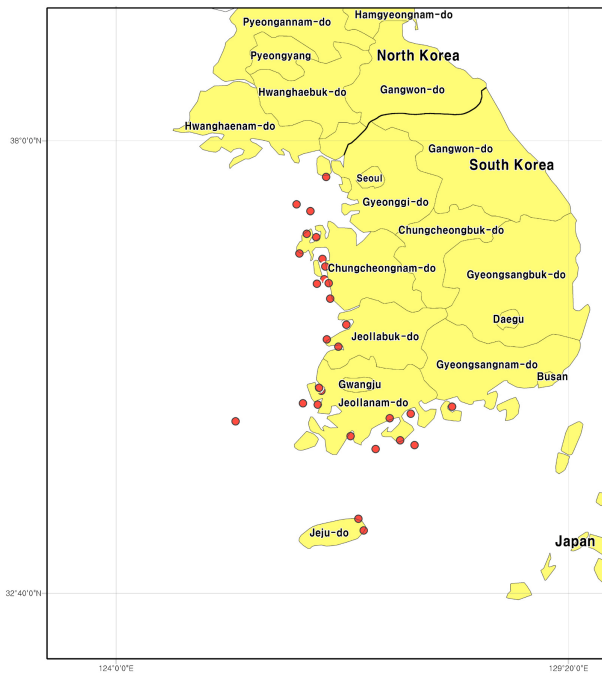 Hamgyeongnam-do
Pyeongannam-do
Pyeongyang
North Korea
Hwanghaebuk-do
Gangwon-do
Hwanghaenam-do
38°0'0"N
Gangwon-do
South Korea
Seoul
Gyeonggi-do
Chungcheongbuk-do
Chungcheongnam-do
Gyeongsangbuk-do
Daegu
Jeollabuk-do
Gyeongsangnam-do
Busan
Gwangju
Jeollanam-do
Jeju-do
Japan
32°40'0"N
124°0'0"E
129°20'0"E